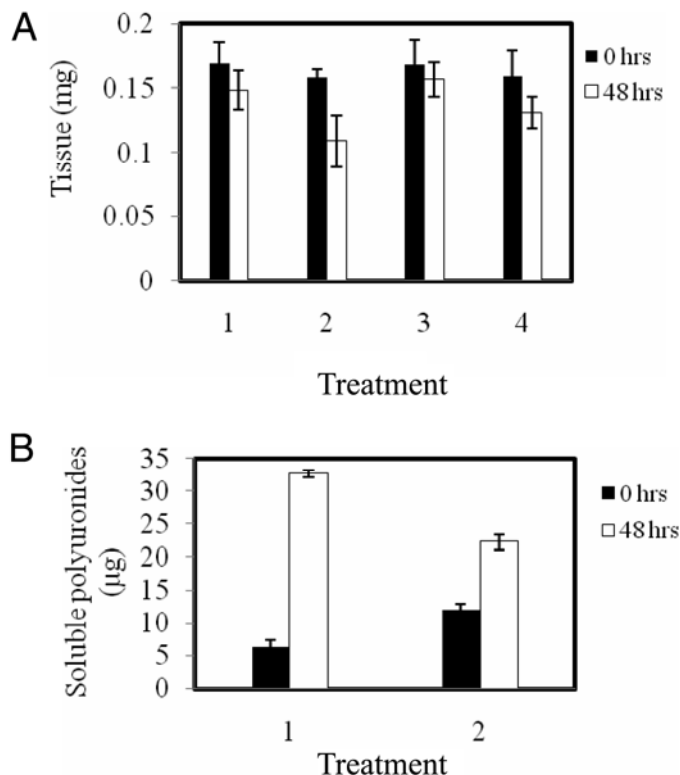 A
Tissue (mg)
0.2
0.15
0.1
0.05
0
0 hrs
48 hrs
1 2 3 4
Treatment
B
Soluble polyuronides
(μg)
35
30
25
20
15
10
5
0
0 hrs
48 hrs
1 2
Treatment